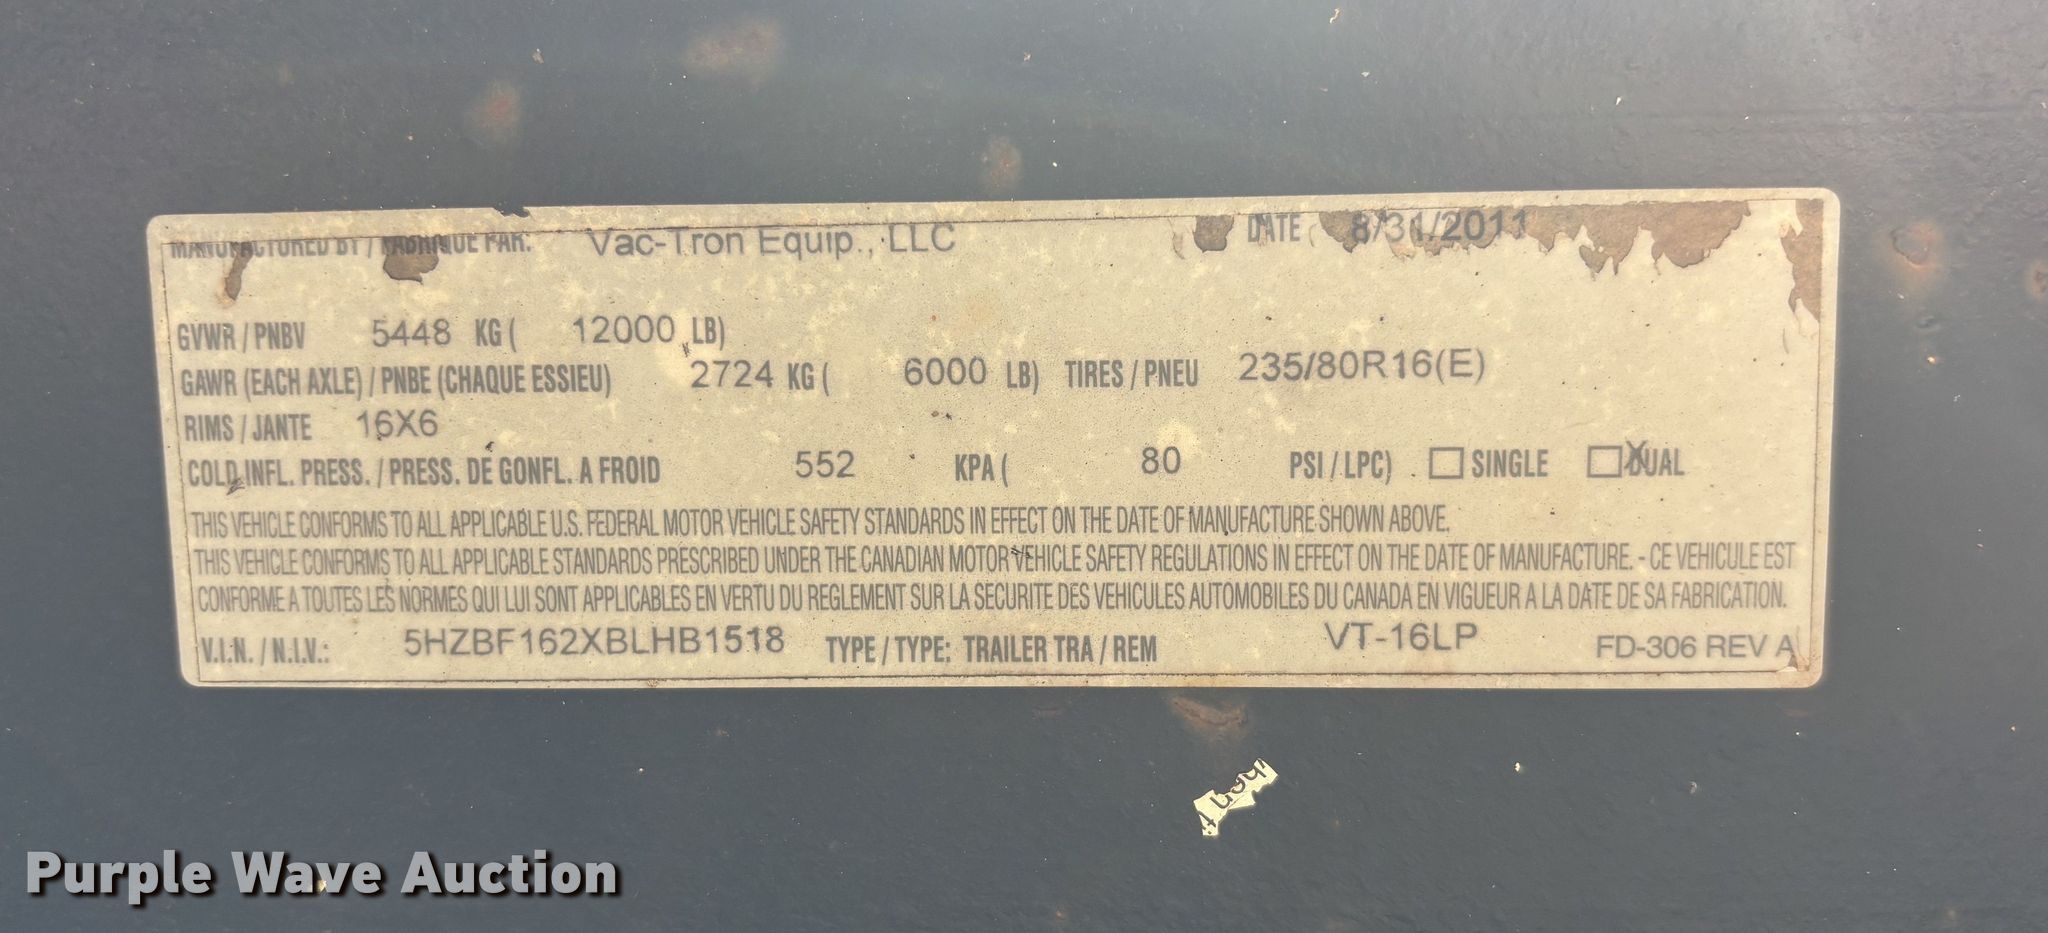 MANUFACTURED BY / FABRIQUE PAR: Vac-Tron Equip., LLC DATE 8/31/2011
GVWR / PNBV 5448 KG ( 12000 LB)
GAWR (EACH AXLE) / PNBE (CHAQUE ESSIEU) 2724 KG ( 6000 LB) TIRES / PNEU 235/80R16(E)
RIMS / JANTE 16X6
COLD INFL. PRESS. / PRESS. DE GONFL. A FROID 552 KPA ( 80 PSI / LPC) SINGLE X DUAL
THIS VEHICLE CONFORMS TO ALL APPLICABLE U.S. FEDERAL MOTOR VEHICLE SAFETY STANDARDS IN EFFECT ON THE DATE OF MANUFACTURE SHOWN ABOVE.
THIS VEHICLE CONFORMS TO ALL APPLICABLE STANDARDS PRESCRIBED UNDER THE CANADIAN MOTOR VEHICLE SAFETY REGULATIONS IN EFFECT ON THE DATE OF MANUFACTURE. - CE VEHICULE EST
CONFORME A TOUTES LES NORMES QUI LUI SONT APPLICABLES EN VERTU DU REGLEMENT SUR LA SECURITE DES VEHICULES AUTOMOBILES DU CANADA EN VIGUEUR A LA DATE DE SA FABRICATION.
V.I.N. / N.I.V.: 5HZBF162XBLHB1518 TYPE / TYPE: TRAILER TRA / REM VT-16LP FD-306 REV A
Purple Wave Auction